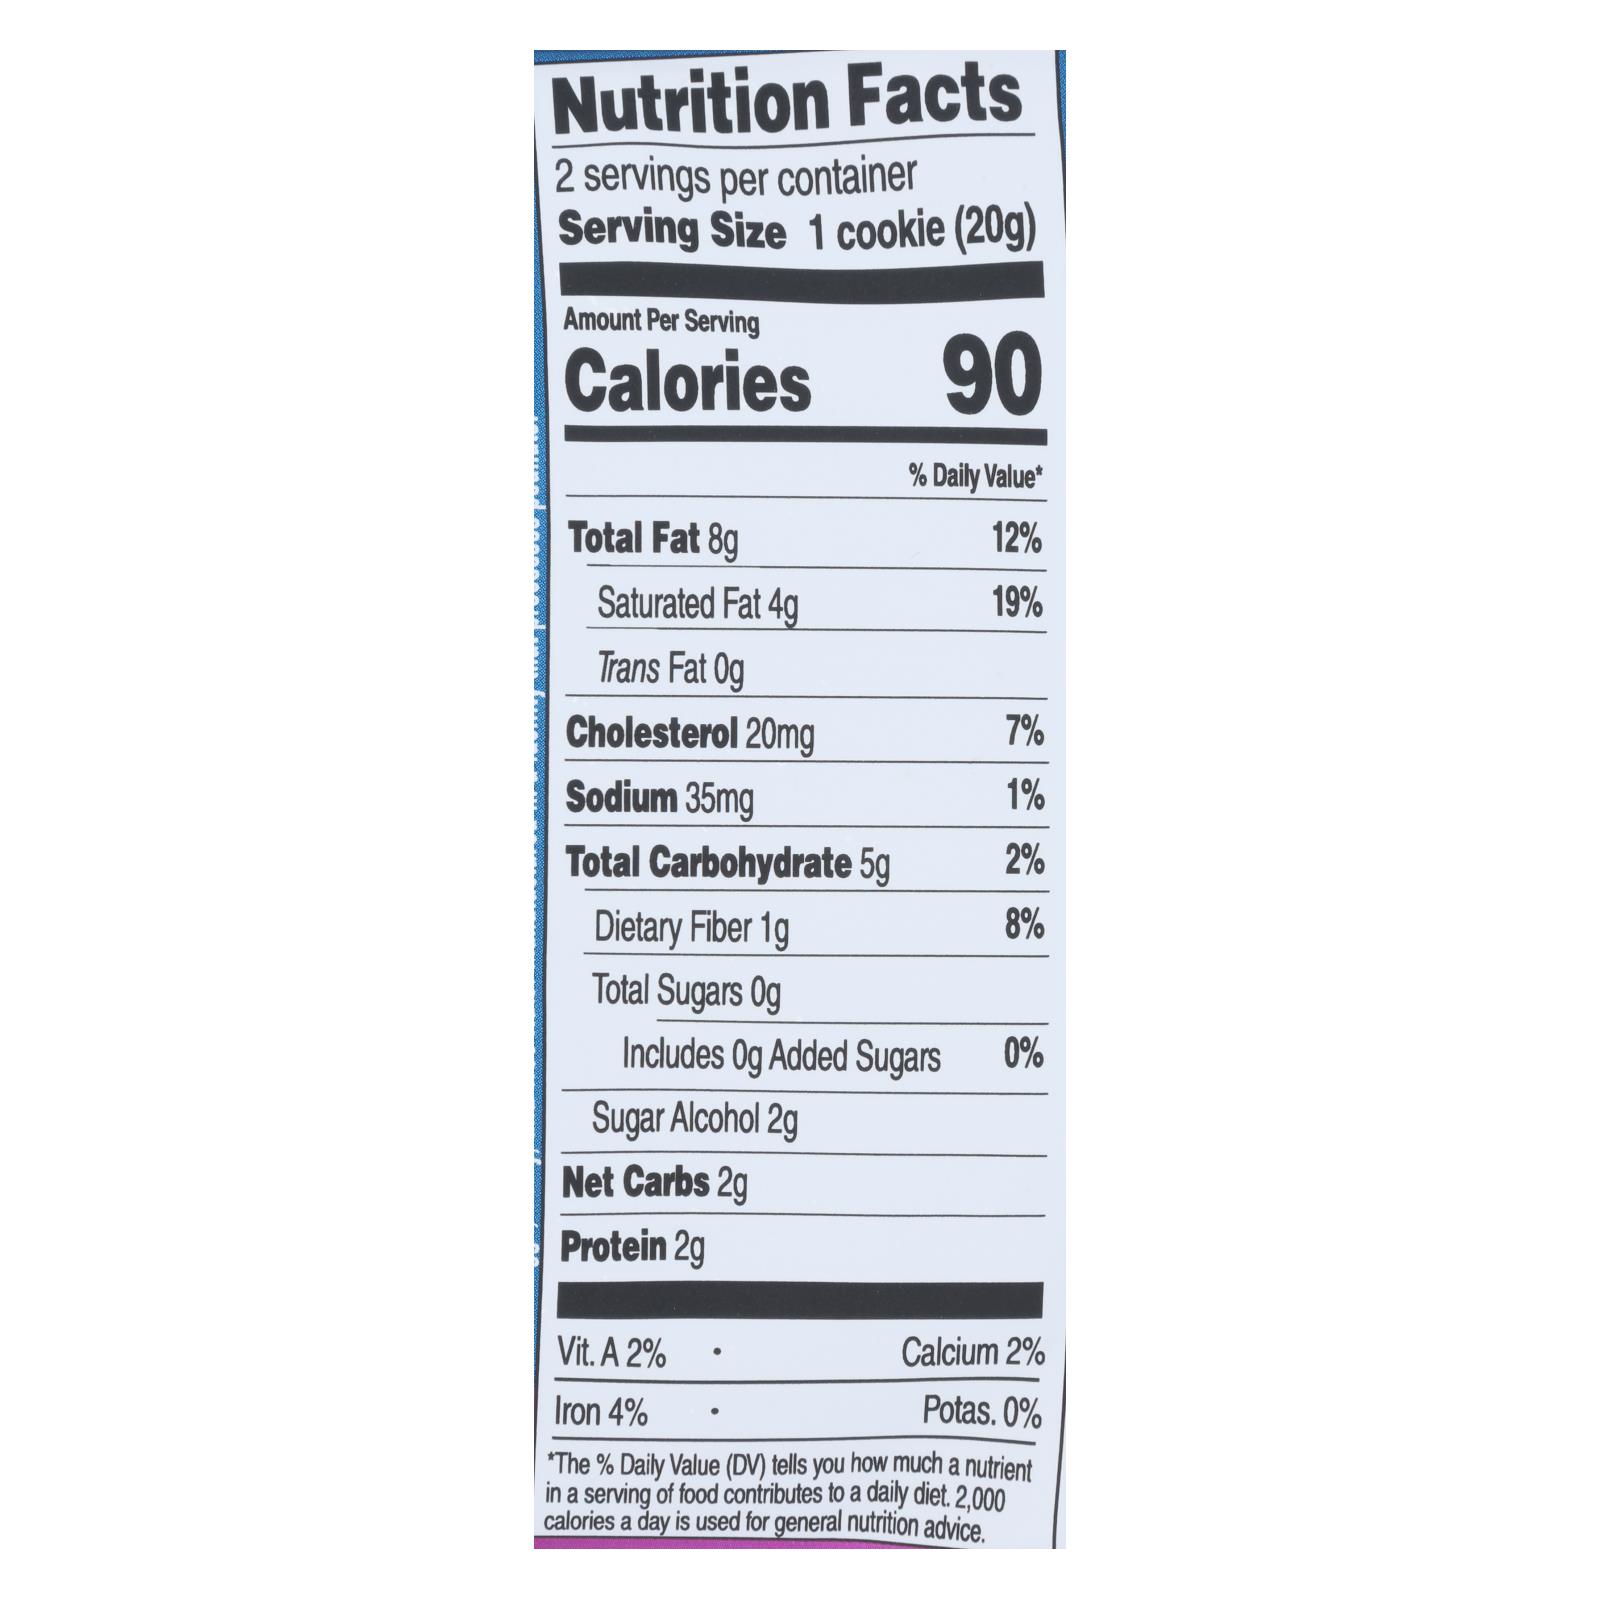 Nutrition Facts
2 servings per container
Serving Size 1 cookie (20g)
Amount Per Serving
Calories 90
% Daily Value*
Total Fat 8g 12%
Saturated Fat 4g 19%
Trans Fat 0g
Cholesterol 20mg 7%
Sodium 35mg 1%
Total Carbohydrate 5g 2%
Dietary Fiber 1g 8%
Total Sugars 0g
Includes 0g Added Sugars 0%
Sugar Alcohol 2g
Net Carbs 2g
Protein 2g
Vit. A 2% • Calcium 2%
Iron 4% • Potas. 0%
*The % Daily Value (DV) tells you how much a nutrient
in a serving of food contributes to a daily diet. 2,000
calories a day is used for general nutrition advice.